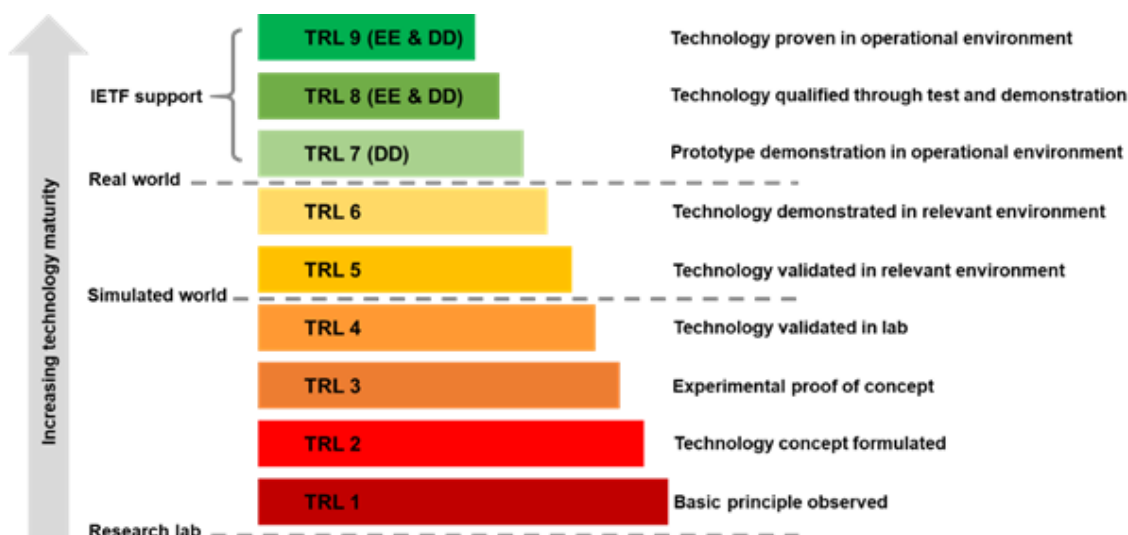 TRL 9 (EE & DD) Technology proven in operational environment
IETF support
TRL 8 (EE & DD) Technology qualified through test and demonstration
TRL 7 (DD) Prototype demonstration in operational environment
Real world
TRL 6 Technology demonstrated in relevant environment
TRL 5 Technology validated in relevant environment
Simulated world
TRL 4 Technology validated in lab
TRL 3 Experimental proof of concept
TRL 2 Technology concept formulated
TRL 1 Basic principle observed
Research lab
Increasing technology maturity